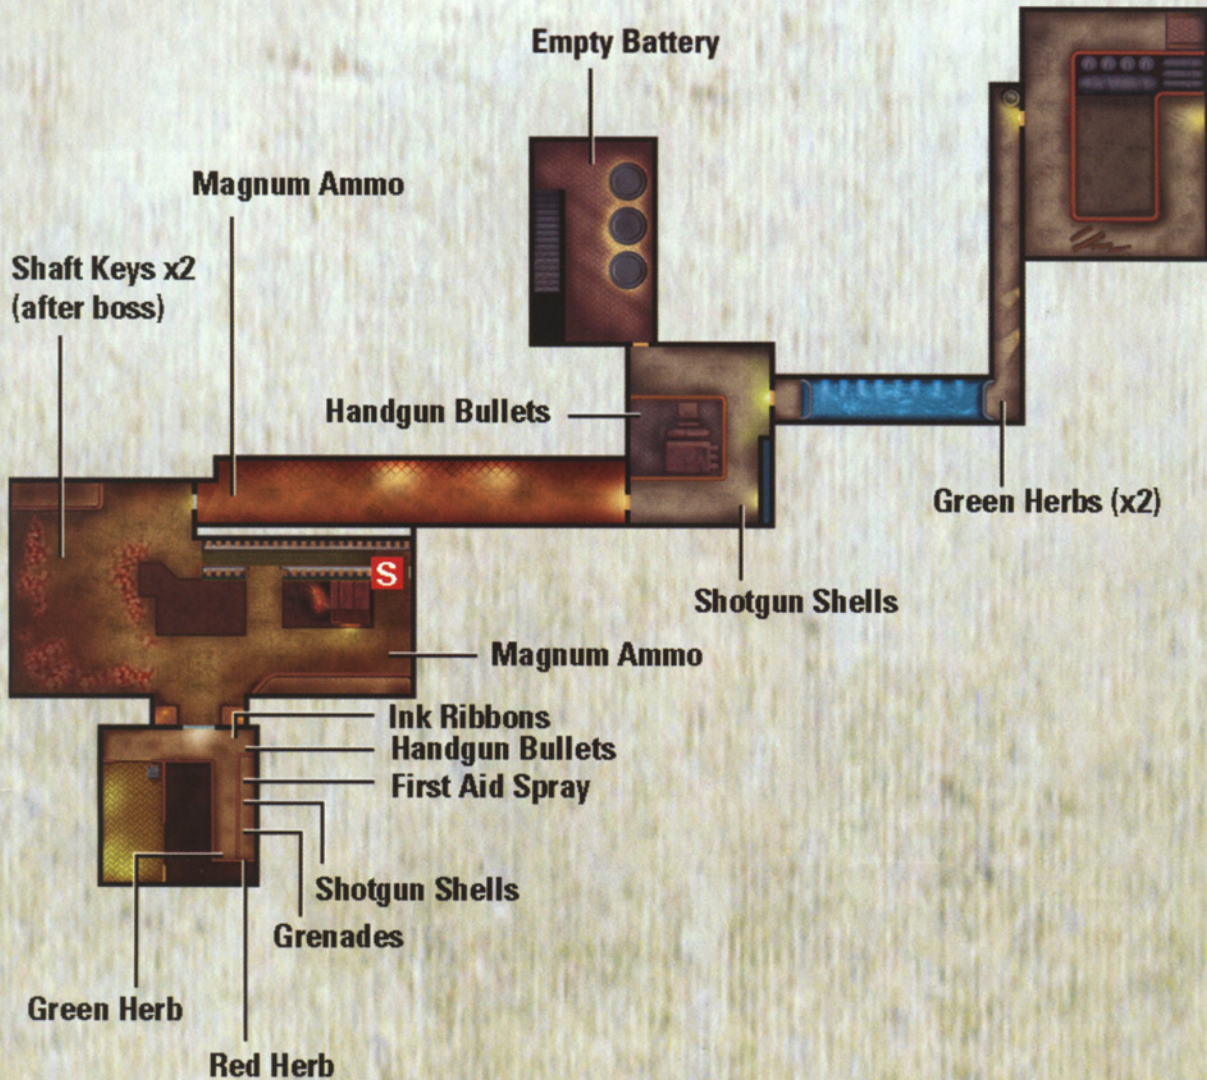 Empty Battery
Magnum Ammo
Shaft Keys x2
(after boss)
Handgun Bullets
Green Herbs (x2)
S
Shotgun Shells
Magnum Ammo
Ink Ribbons
Handgun Bullets
First Aid Spray
Shotgun Shells
Grenades
Green Herb
Red Herb